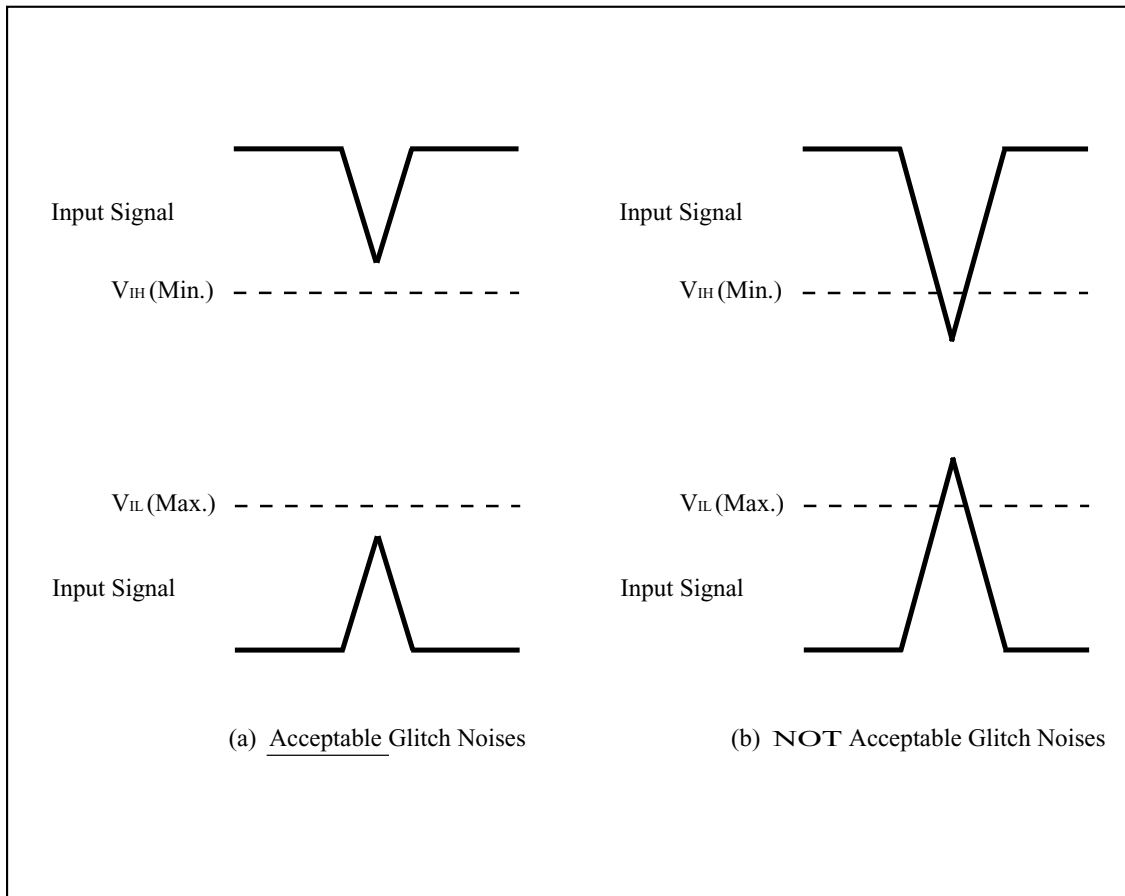 Input Signal
Input Signal
VIH (Min.)
VIH (Min.)
VIL (Max.)
VIL (Max.)
Input Signal
Input Signal
(a) Acceptable Glitch Noises
(b) NOT Acceptable Glitch Noises